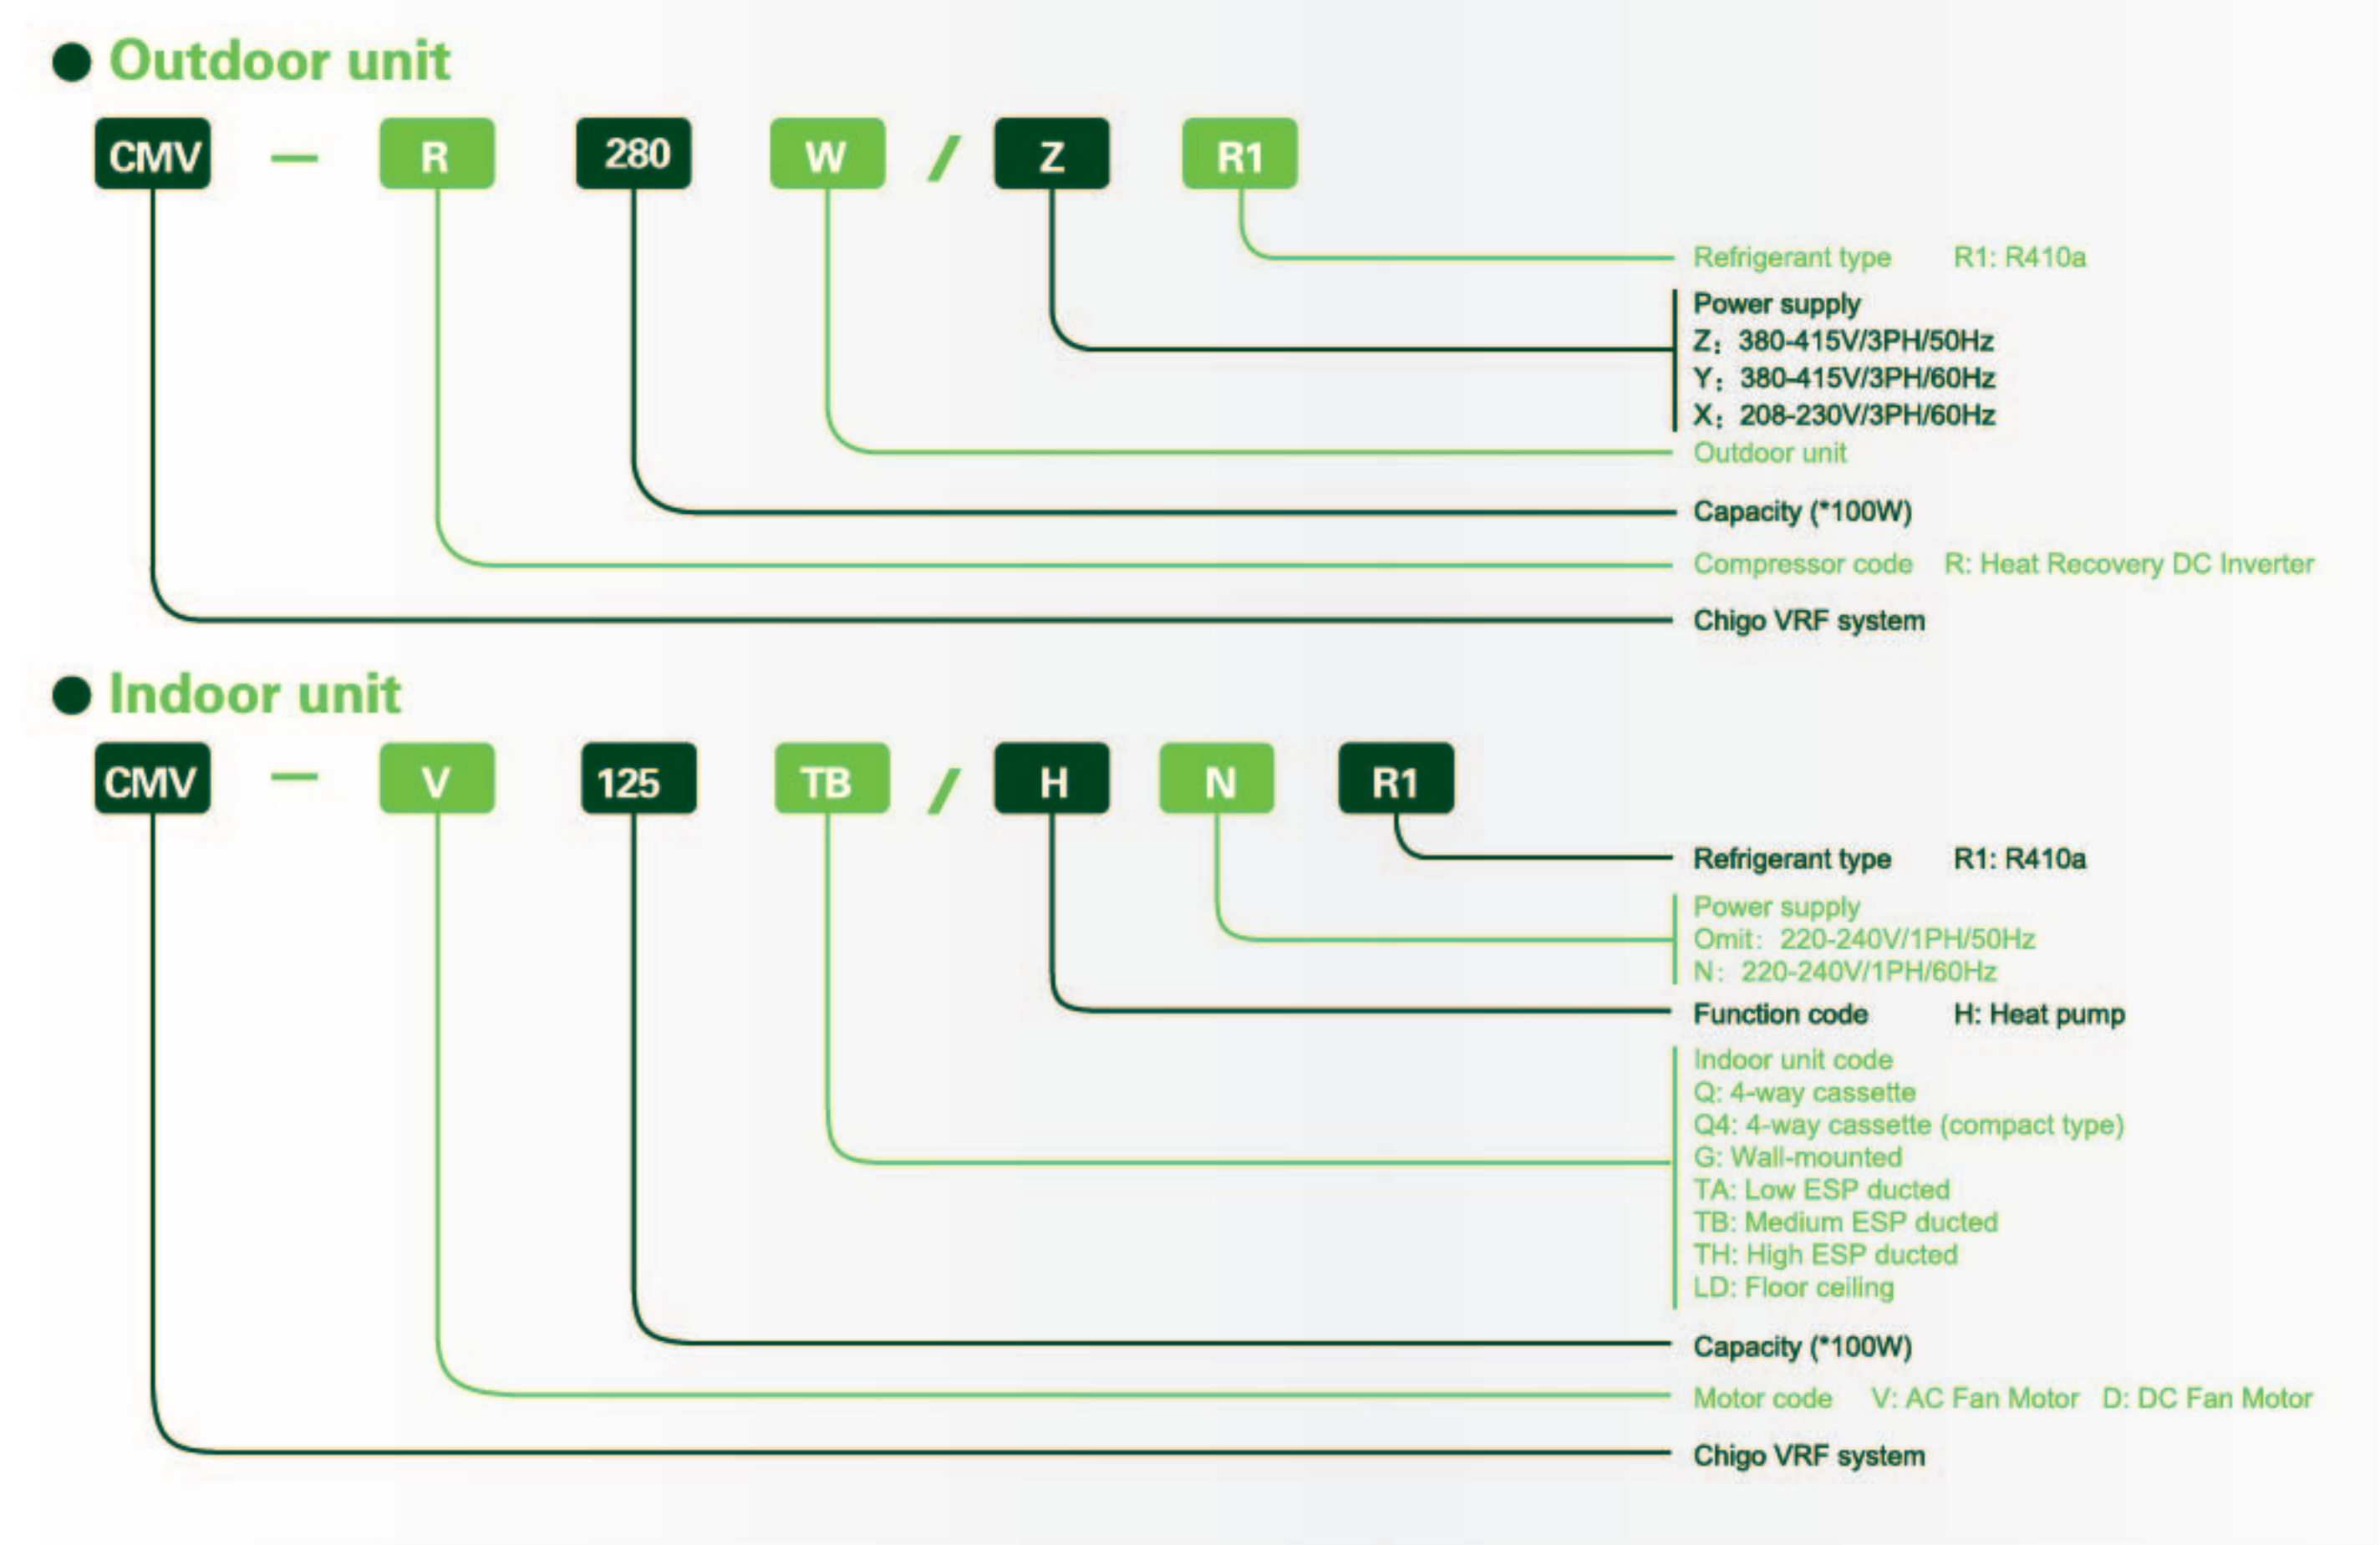 Outdoor unit
CMV — R 280 W / Z R1
Refrigerant type R1: R410a
Power supply
Z: 380-415V/3PH/50Hz
Y: 380-415V/3PH/60Hz
X: 208-230V/3PH/60Hz
Outdoor unit
Capacity (*100W)
Compressor code R: Heat Recovery DC Inverter
Chigo VRF system
Indoor unit
CMV — V 125 TB / H N R1
Refrigerant type R1: R410a
Power supply
Omit: 220-240V/1PH/50Hz
N: 220-240V/1PH/60Hz
Function code H: Heat pump
Indoor unit code
Q: 4-way cassette
Q4: 4-way cassette (compact type)
G: Wall-mounted
TA: Low ESP ducted
TB: Medium ESP ducted
TH: High ESP ducted
LD: Floor ceiling
Capacity (*100W)
Motor code V: AC Fan Motor D: DC Fan Motor
Chigo VRF system